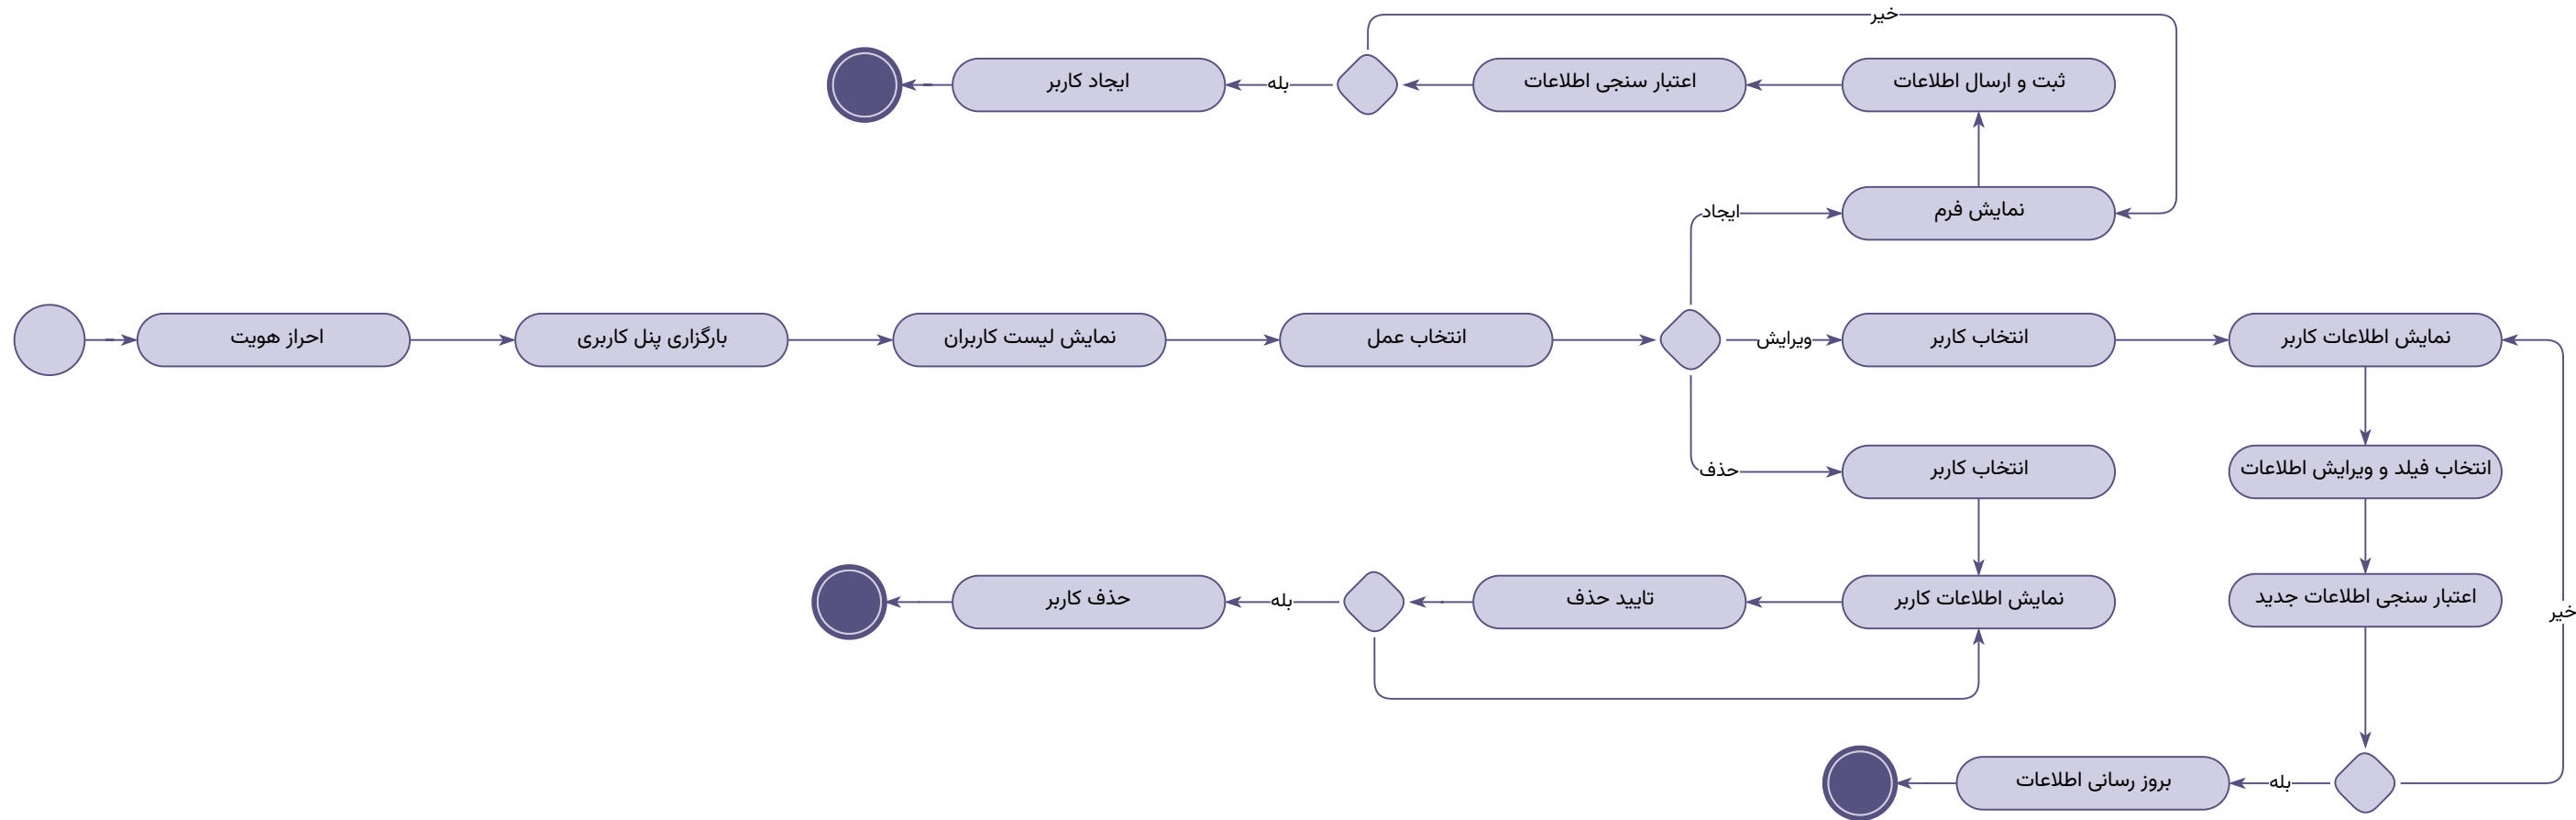 خیر
ایجاد کاربر
بله
اعتبار سنجی اطلاعات
ثبت و ارسال اطلاعات
ایجاد
نمایش فرم
احراز هویت
بارگزاری پنل کاربری
نمایش لیست کاربران
انتخاب عمل
ویرایش
انتخاب کاربر
نمایش اطلاعات کاربر
حذف
انتخاب کاربر
انتخاب فیلد و ویرایش اطلاعات
حذف کاربر
بله
تایید حذف
نمایش اطلاعات کاربر
اعتبار سنجی اطلاعات جدید
خیر
بروز رسانی اطلاعات
بله